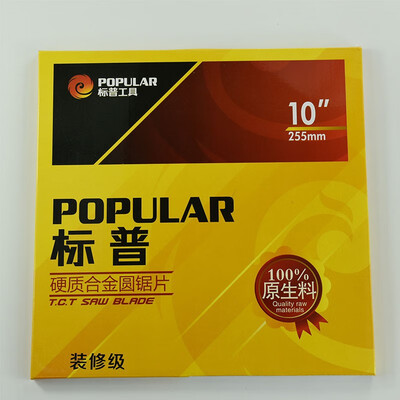 POPULAR
标普工具
10"
255mm
POPULAR
标普
硬质合金圆锯片
T.C.T SAW BLADE
100%
原生料
Quality raw
materials
装修级